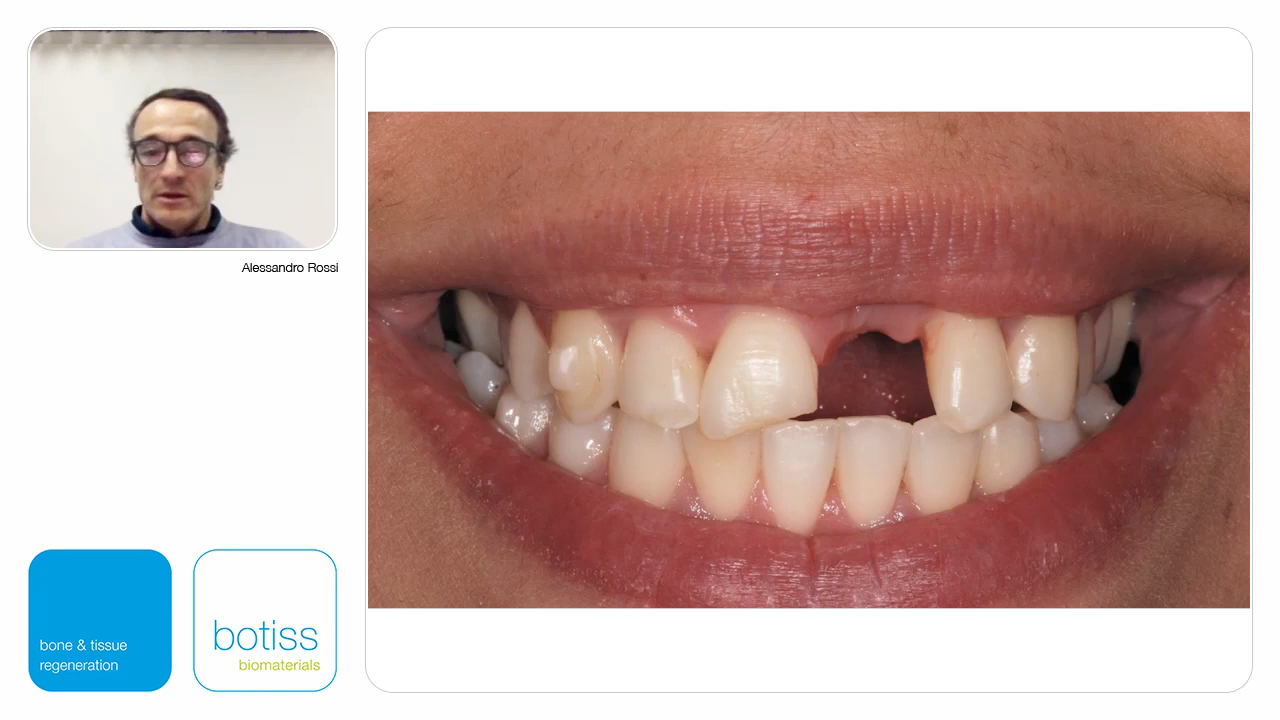 Alessandro Rossi
bone & tissue
regeneration
botiss
biomaterials